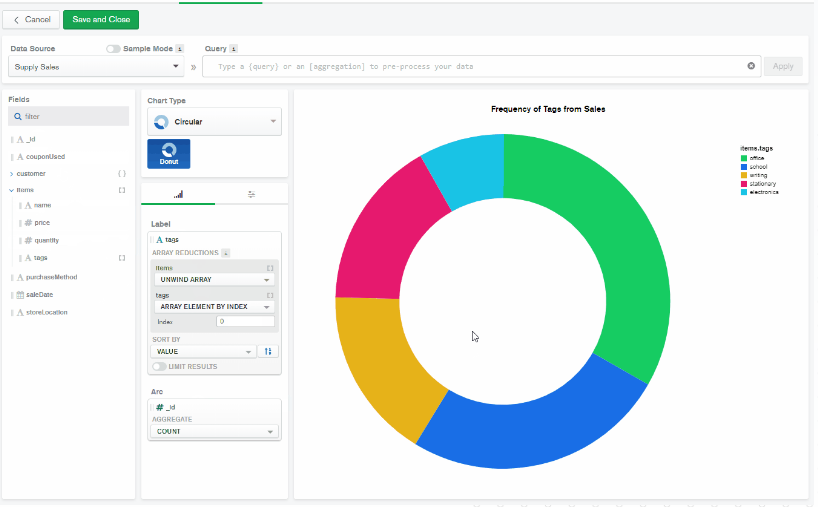 Cancel
Save and Close
Data Source
Sample Mode i
Query i
Supply Sales
»
Type a {query} or an [aggregation] to pre-process your data
Apply
Fields
filter
A _id
A couponUsed
customer { }
items [ ]
A name
# price
# quantity
A tags [ ]
A purchaseMethod
saleDate
A storeLocation
Chart Type
Circular
Donut
Label
A tags
ARRAY REDUCTIONS
items [ ]
UNWIND ARRAY
tags [ ]
ARRAY ELEMENT BY INDEX
Index 0
SORT BY
VALUE
LIMIT RESULTS
Arc
# _id
AGGREGATE
COUNT
Frequency of Tags from Sales
items.tags
office
school
writing
stationary
electronics